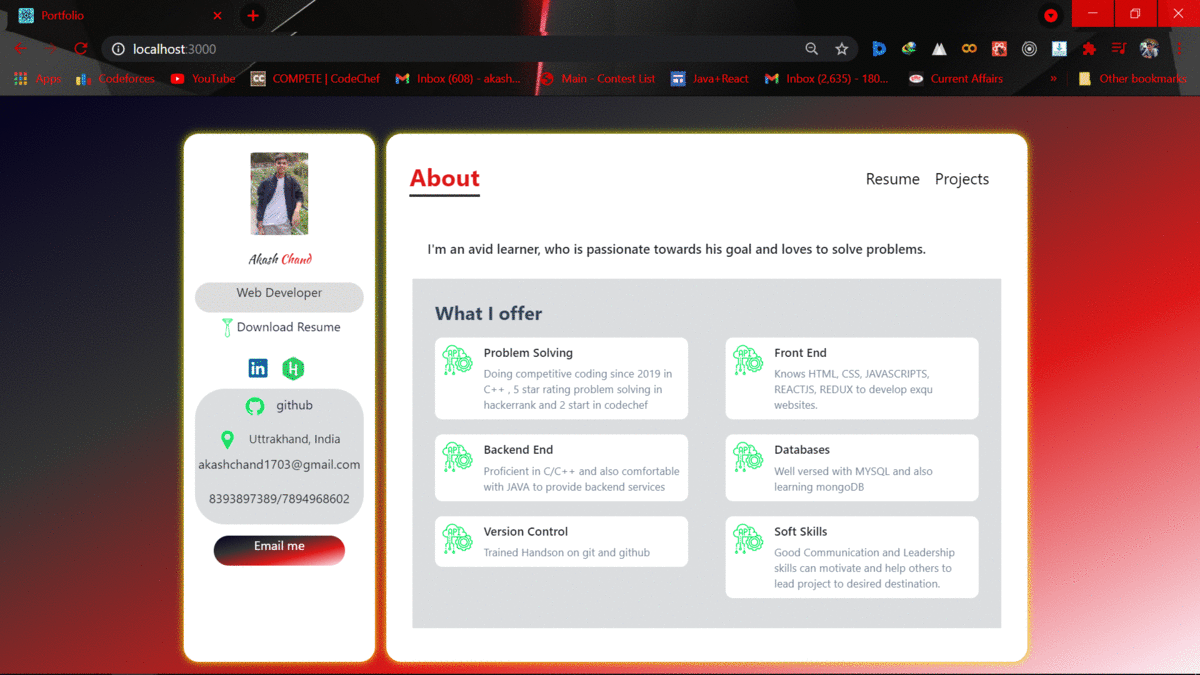 Portfolio
localhost:3000
Apps Codeforces YouTube COMPETE | CodeChef Inbox (608) - akash... Main - Contest List Java+React Inbox (2,635) - 180... Current Affairs » Other bookmarks
Akash Chand
Web Developer
Download Resume
in H
github
Uttrakhand, India
akashchand1703@gmail.com
8393897389/7894968602
Email me
About
Resume Projects
I'm an avid learner, who is passionate towards his goal and loves to solve problems.
What I offer
API
Problem Solving
Doing competitive coding since 2019 in
C++ , 5 star rating problem solving in
hackerrank and 2 start in codechef
API
Front End
Knows HTML, CSS, JAVASCRIPTS,
REACTJS, REDUX to develop exqu
websites.
API
Backend End
Proficient in C/C++ and also comfortable
with JAVA to provide backend services
API
Databases
Well versed with MYSQL and also
learning mongoDB
API
Version Control
Trained Handson on git and github
API
Soft Skills
Good Communication and Leadership
skills can motivate and help others to
lead project to desired destination.